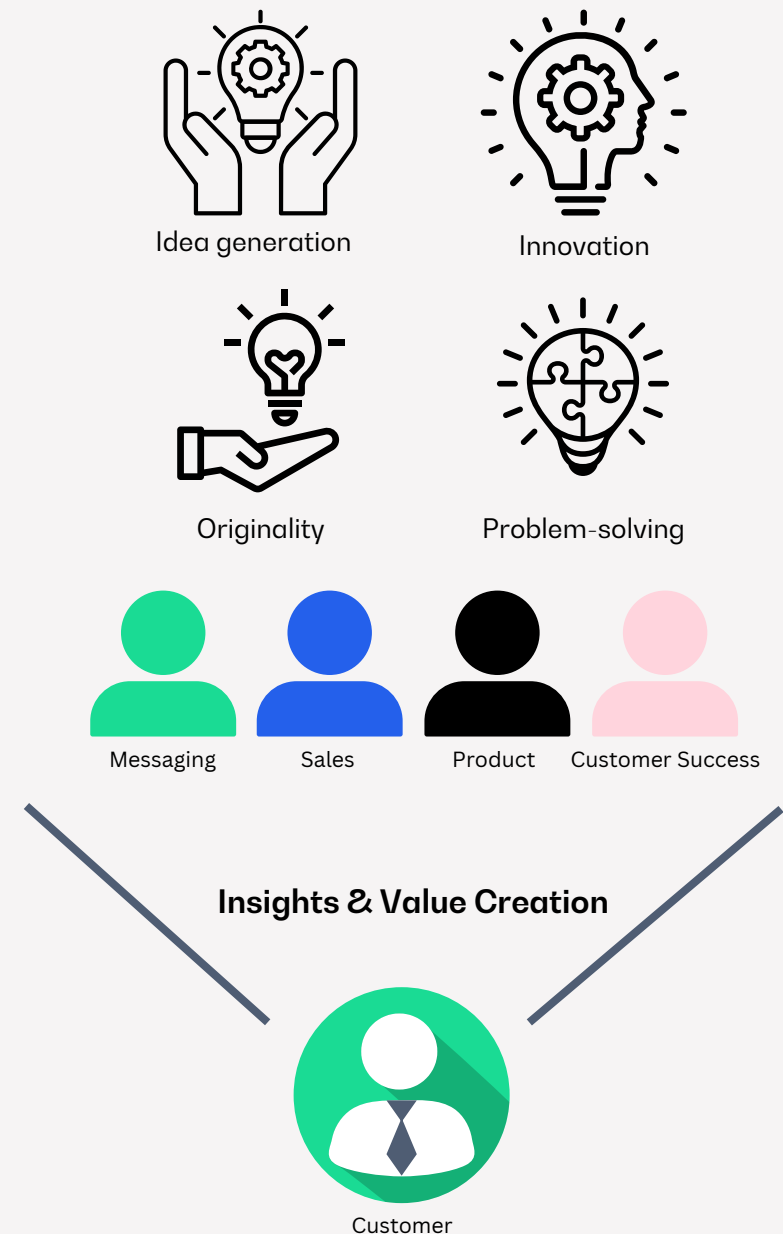 Idea generation
Innovation
Originality
Problem-solving
Messaging
Sales
Product
Customer Success
Insights & Value Creation
Customer